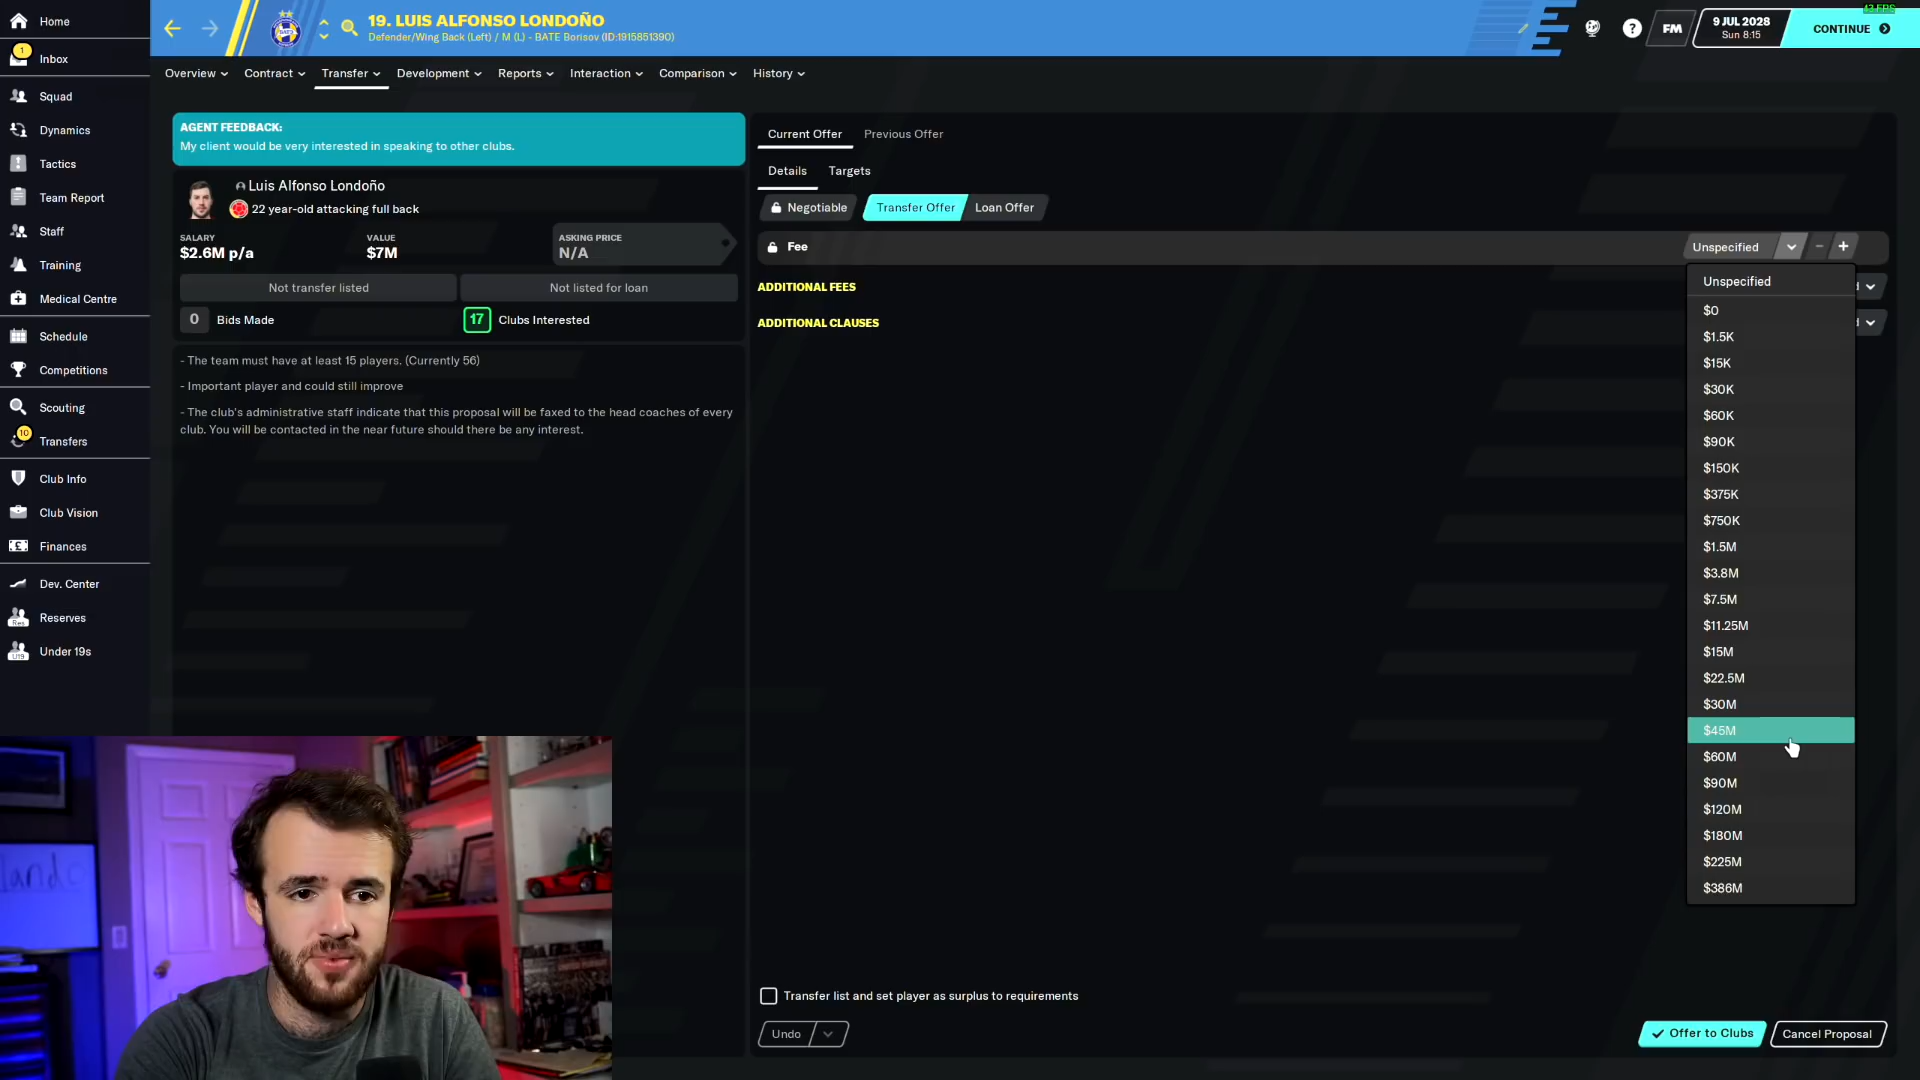 Home
1
Inbox
Squad
Dynamics
Tactics
Team Report
Staff
Training
Medical Centre
Schedule
Competitions
Scouting
10
Transfers
Club Info
Club Vision
Finances
Dev. Center
Res
Reserves
U19
Under 19s
19. LUIS ALFONSO LONDOÑO
Defender/Wing Back (Left) / M (L) - BATE Borisov (ID:1915851390)
?
FM
9 JUL 2028
Sun 8:15
43 FPS
CONTINUE
Overview
Contract
Transfer
Development
Reports
Interaction
Comparison
History
AGENT FEEDBACK:
My client would be very interested in speaking to other clubs.
Luis Alfonso Londoño
22 year-old attacking full back
SALARY
$2.6M p/a
VALUE
$7M
ASKING PRICE
N/A
Not transfer listed
Not listed for loan
0 Bids Made
17 Clubs Interested
- The team must have at least 15 players. (Currently 56)
- Important player and could still improve
- The club's administrative staff indicate that this proposal will be faxed to the head coaches of every
club. You will be contacted in the near future should there be any interest.
Current Offer
Previous Offer
Details
Targets
Negotiable
Transfer Offer
Loan Offer
Fee
Unspecified
- +
ADDITIONAL FEES
ADDITIONAL CLAUSES
Unspecified
$0
$1.5K
$15K
$30K
$60K
$90K
$150K
$375K
$750K
$1.5M
$3.8M
$7.5M
$11.25M
$15M
$22.5M
$30M
$45M
$60M
$90M
$120M
$180M
$225M
$386M
Transfer list and set player as surplus to requirements
Undo
Offer to Clubs
Cancel Proposal